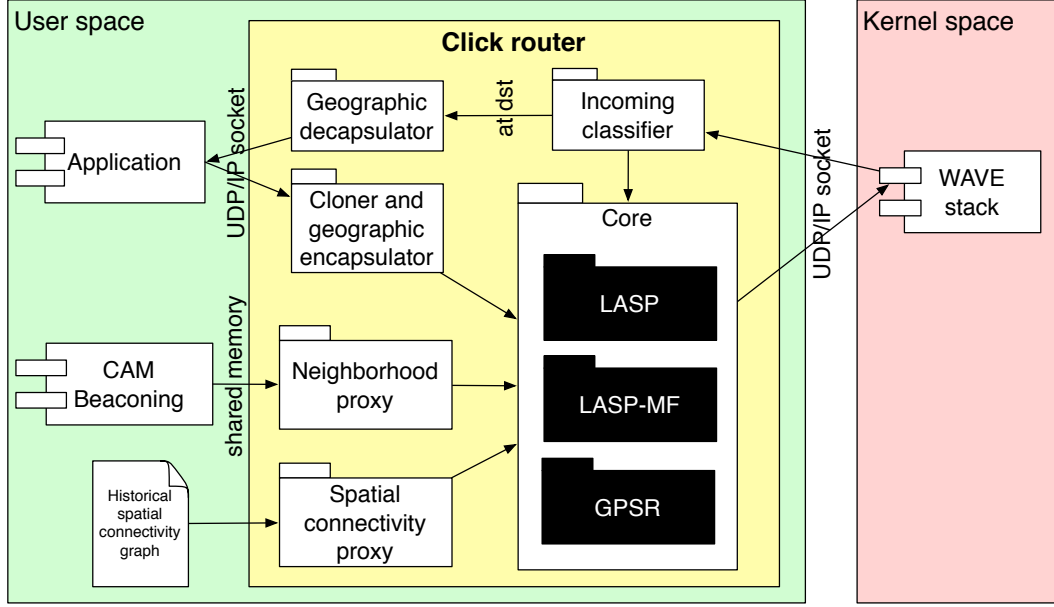 User space
Kernel space
Click router
Geographic
decapsulator
at dst
Incoming
classifier
UDP/IP socket
Application
Cloner and
geographic
encapsulator
Core
UDP/IP socket
WAVE
stack
LASP
shared memory
CAM
Beaconing
Neighborhood
proxy
LASP-MF
Historical
spatial
connectivity
graph
Spatial
connectivity
proxy
GPSR